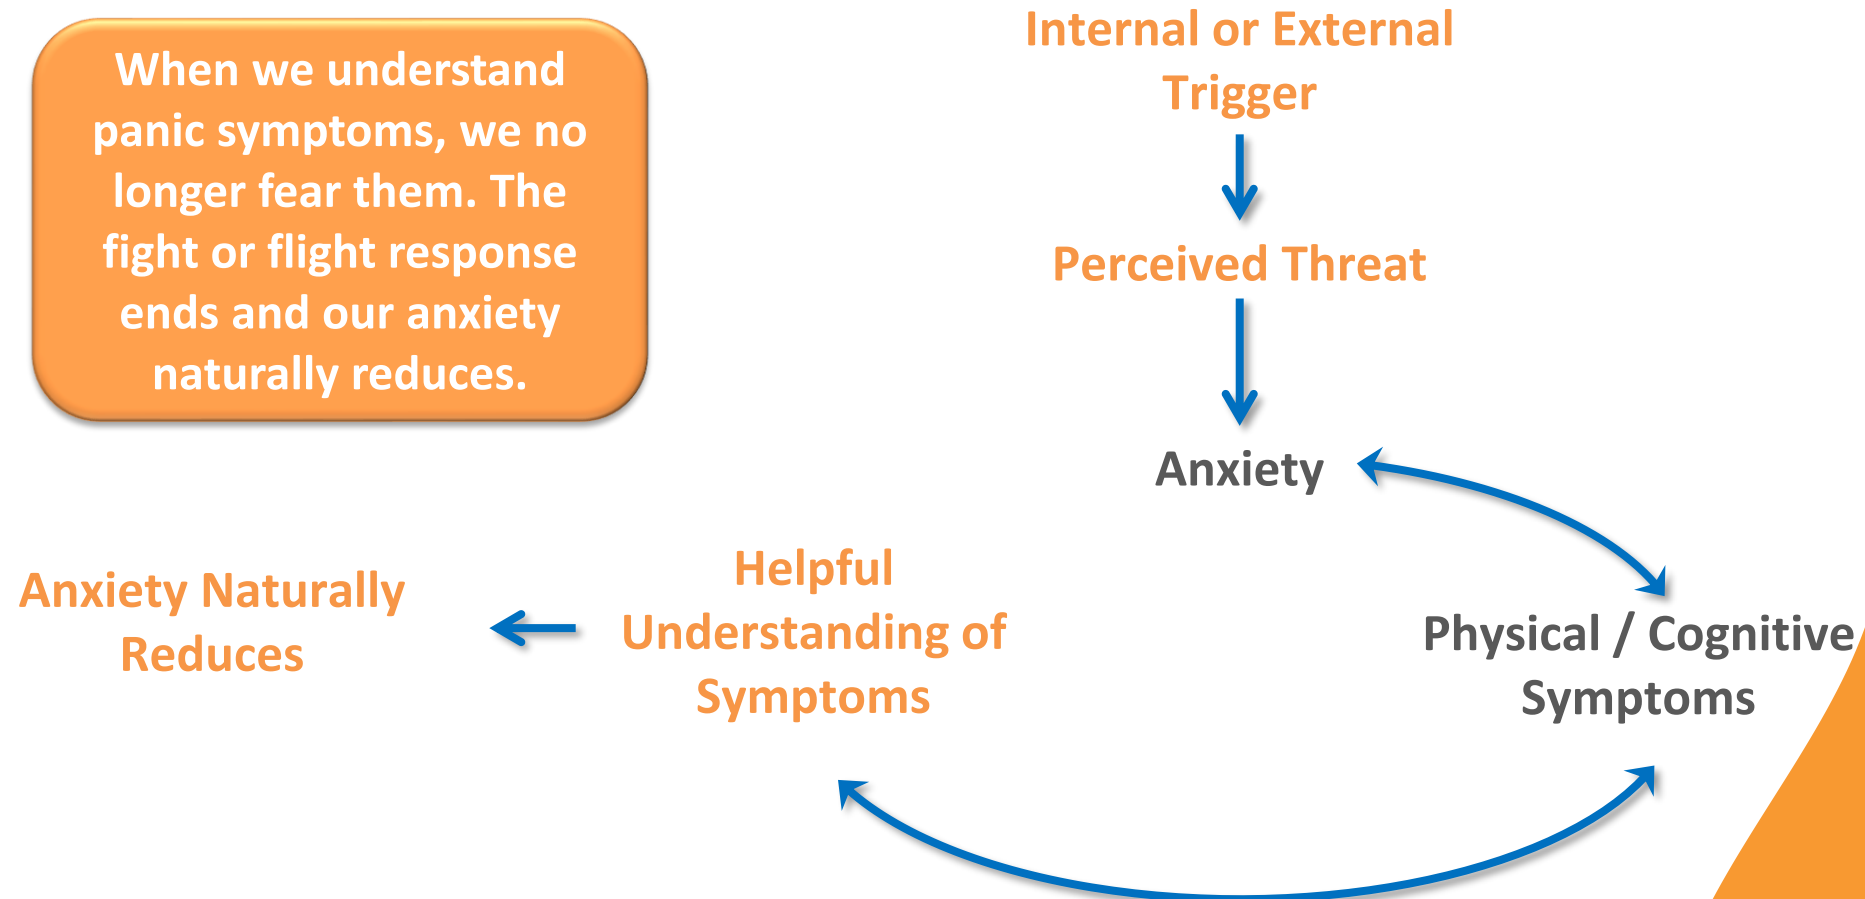 When we understand
panic symptoms, we no
longer fear them. The
fight or flight response
ends and our anxiety
naturally reduces.
Internal or External
Trigger
Perceived Threat
Anxiety
Physical / Cognitive
Symptoms
Helpful
Understanding of
Symptoms
Anxiety Naturally
Reduces